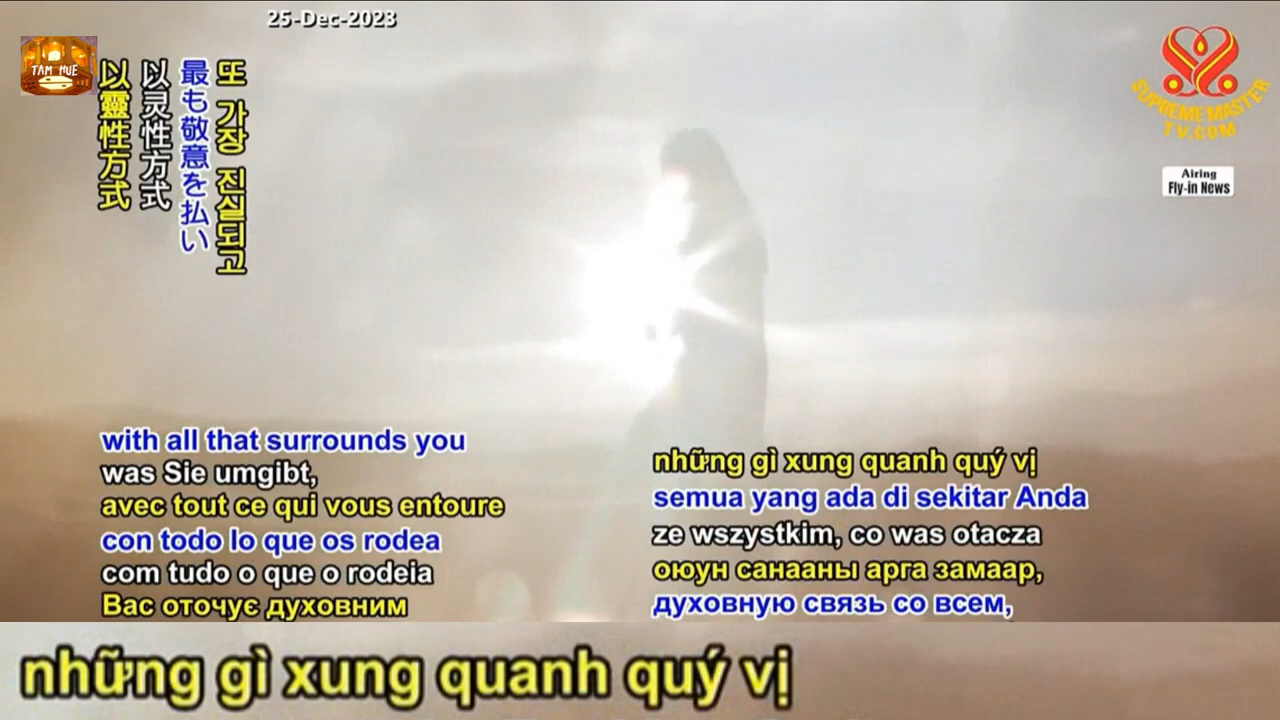 25-Dec-2023
TAM HUE
SUPREME MASTER
TV.COM
Airing
Fly-in News
또 가장 진실되고
最も敬意を払い
以灵性方式
以靈性方式
with all that surrounds you
was Sie umgibt,
avec tout ce qui vous entoure
con todo lo que os rodea
com tudo o que o rodeia
Вас оточує духовним
những gì xung quanh quý vị
semua yang ada di sekitar Anda
ze wszystkim, co was otacza
оюун санааны арга замаар,
духовную связь со всем,
những gì xung quanh quý vị